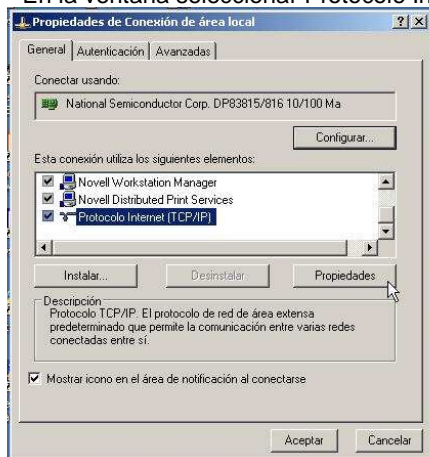 En la ventana seleccionar Protocolo In
Propiedades de Conexión de área local
General Autenticación Avanzadas
Conectar usando:
National Semiconductor Corp. DP83815/816 10/100 Ma
Configurar...
Esta conexión utiliza los siguientes elementos:
Novell Workstation Manager
Novell Distributed Print Services
Protocolo Internet (TCP/IP)
Instalar... Desinstalar Propiedades
Descripción
Protocolo TCP/IP. El protocolo de red de área extensa
predeterminado que permite la comunicación entre varias redes
conectadas entre sí.
Mostrar icono en el área de notificación al conectarse
Aceptar Cancelar